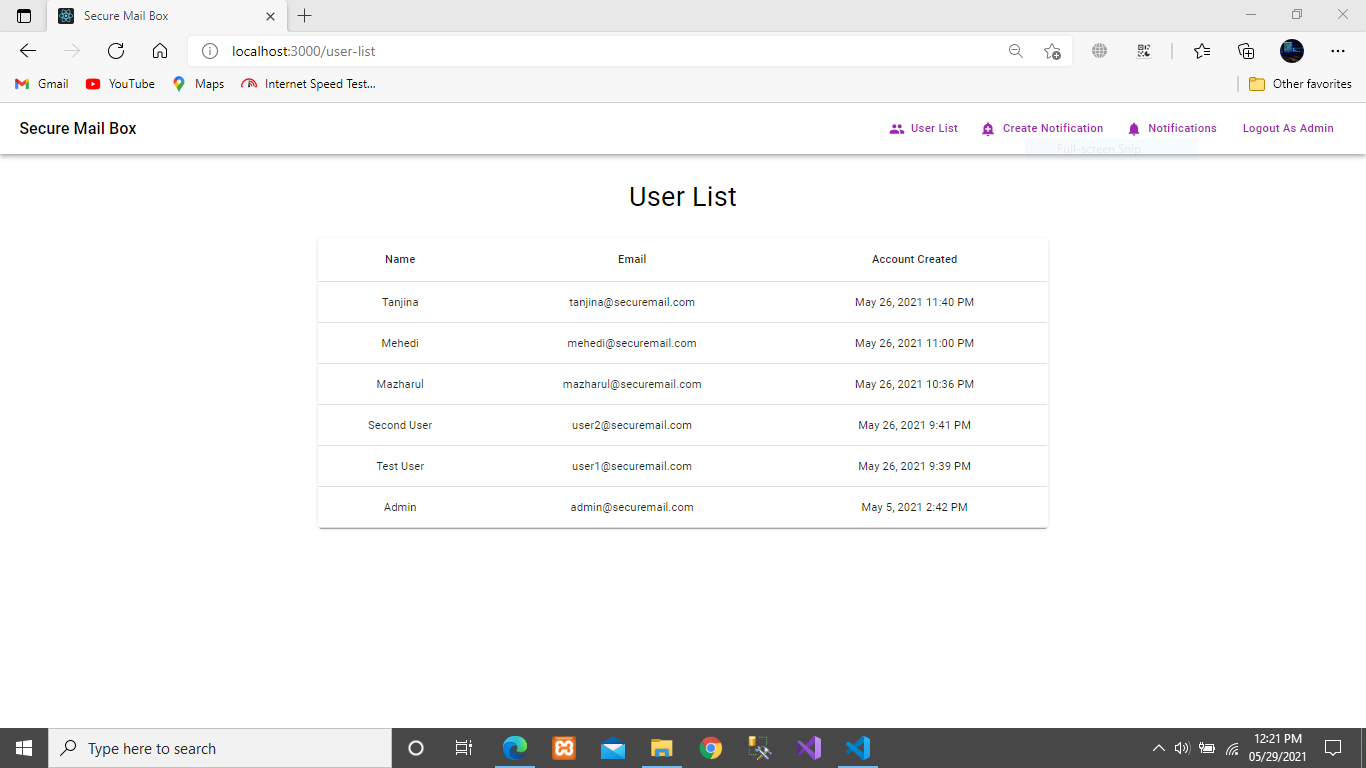 Secure Mail Box
localhost:3000/user-list
Gmail YouTube Maps Internet Speed Test... Other favorites
Secure Mail Box User List Create Notification Notifications Logout As Admin
Full-screen Snip
User List
Name Email Account Created
Tanjina tanjina@securemail.com May 26, 2021 11:40 PM
Mehedi mehedi@securemail.com May 26, 2021 11:00 PM
Mazharul mazharul@securemail.com May 26, 2021 10:36 PM
Second User user2@securemail.com May 26, 2021 9:41 PM
Test User user1@securemail.com May 26, 2021 9:39 PM
Admin admin@securemail.com May 5, 2021 2:42 PM
Type here to search
12:21 PM
05/29/2021